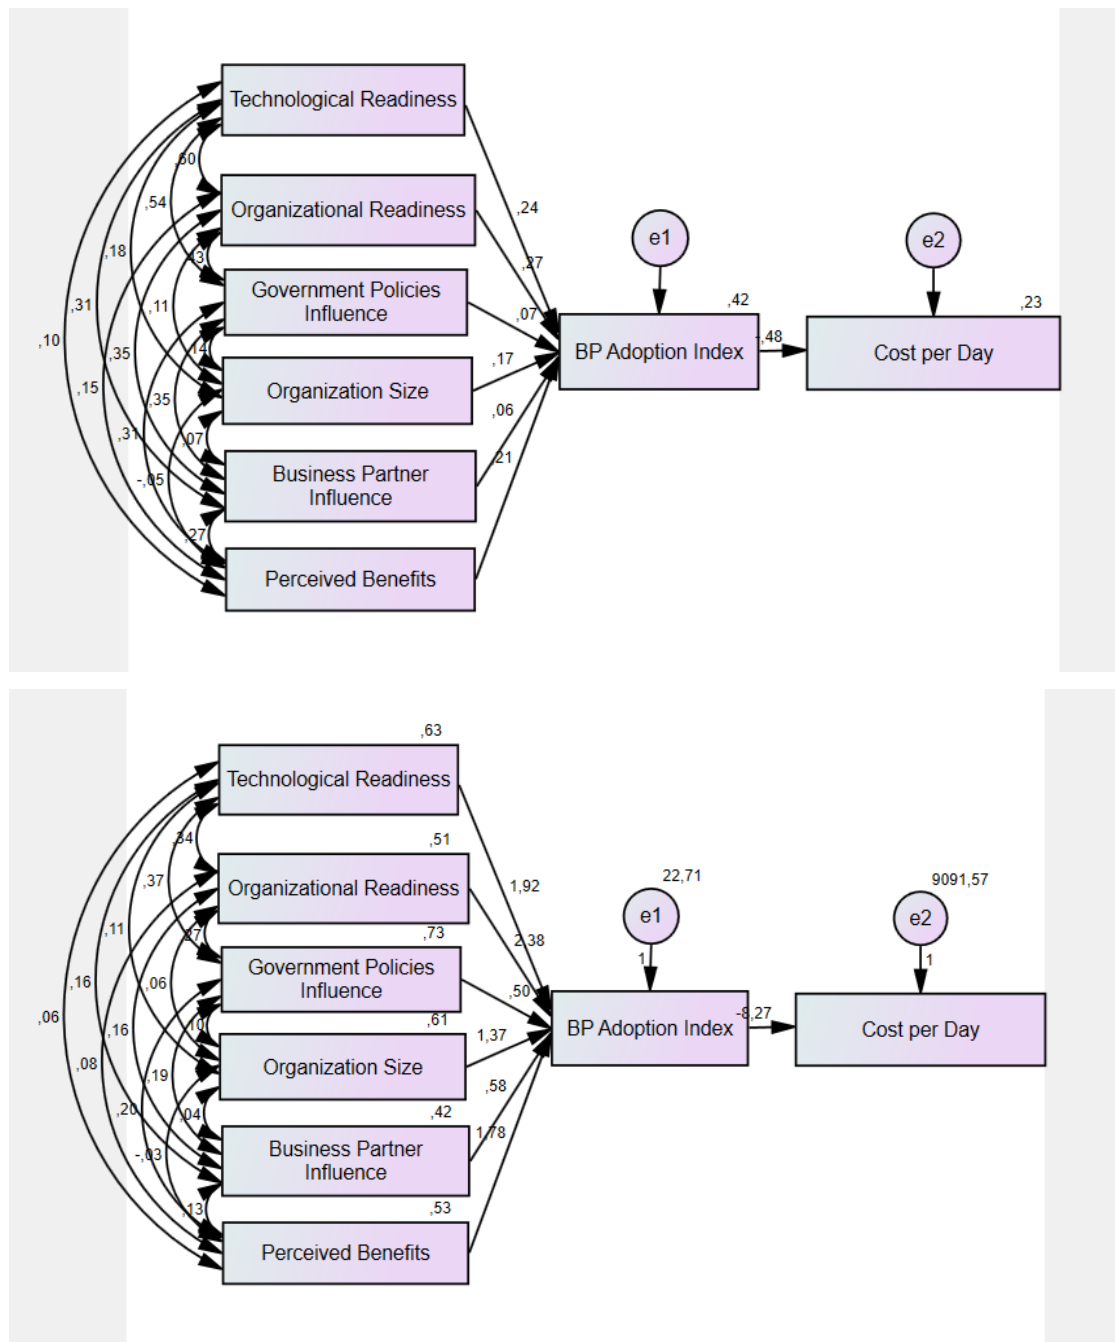 Technological Readiness
,60
,54
Organizational Readiness
,24
e1
e2
,18
,43
,27
Government Policies
Influence
,42
,23
,31
,11
,07
,10
,14
BP Adoption Index
-,48
Cost per Day
,35
,17
,15
,35
Organization Size
,06
,31
,07
,21
-,05
Business Partner
Influence
,27
Perceived Benefits
,63
Technological Readiness
,34
,51
,37
Organizational Readiness
1,92
22,71
e1
9091,57
e2
,11
,27
,73
2,38
1
1
Government Policies
Influence
,16
,06
,50
,06
,10
,61
BP Adoption Index
-8,27
Cost per Day
,16
1,37
,08
,19
Organization Size
,58
,20
,04
,42
1,78
-,03
Business Partner
Influence
,13
,53
Perceived Benefits